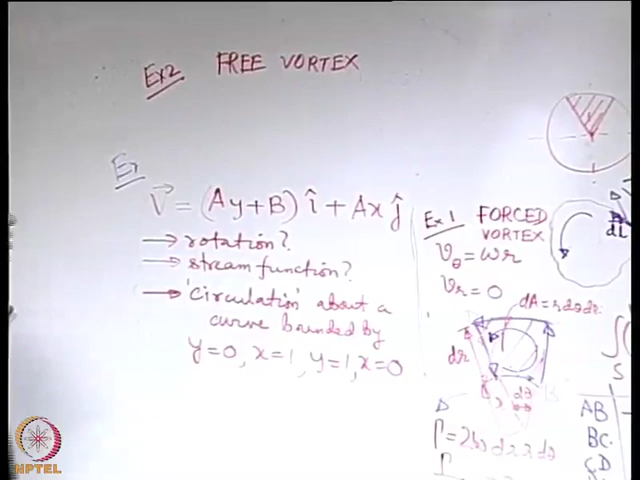 Ex2 FREE VORTEX
Ex
V = (Ay+B) î + Ax ĵ
→ rotation?
→ stream function?
→ 'circulation' about a
curve bounded by
y=0, x=1, y=1, x=0
Ex 1 FORCED
VORTEX
vθ = ωr
vr = 0
dA = r dθ dr
dr
dθ
dl
Γ = 2ω dr r dθ
Γ
∫
S
AB
BC
CD
NPTEL